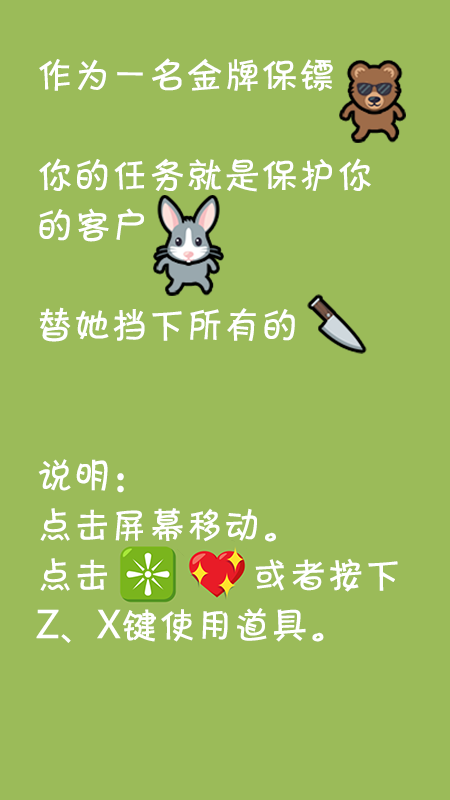 作为一名金牌保镖
你的任务就是保护你
的客户
替她挡下所有的
说明：
点击屏幕移动。
点击 或者按下
Z、X键使用道具。